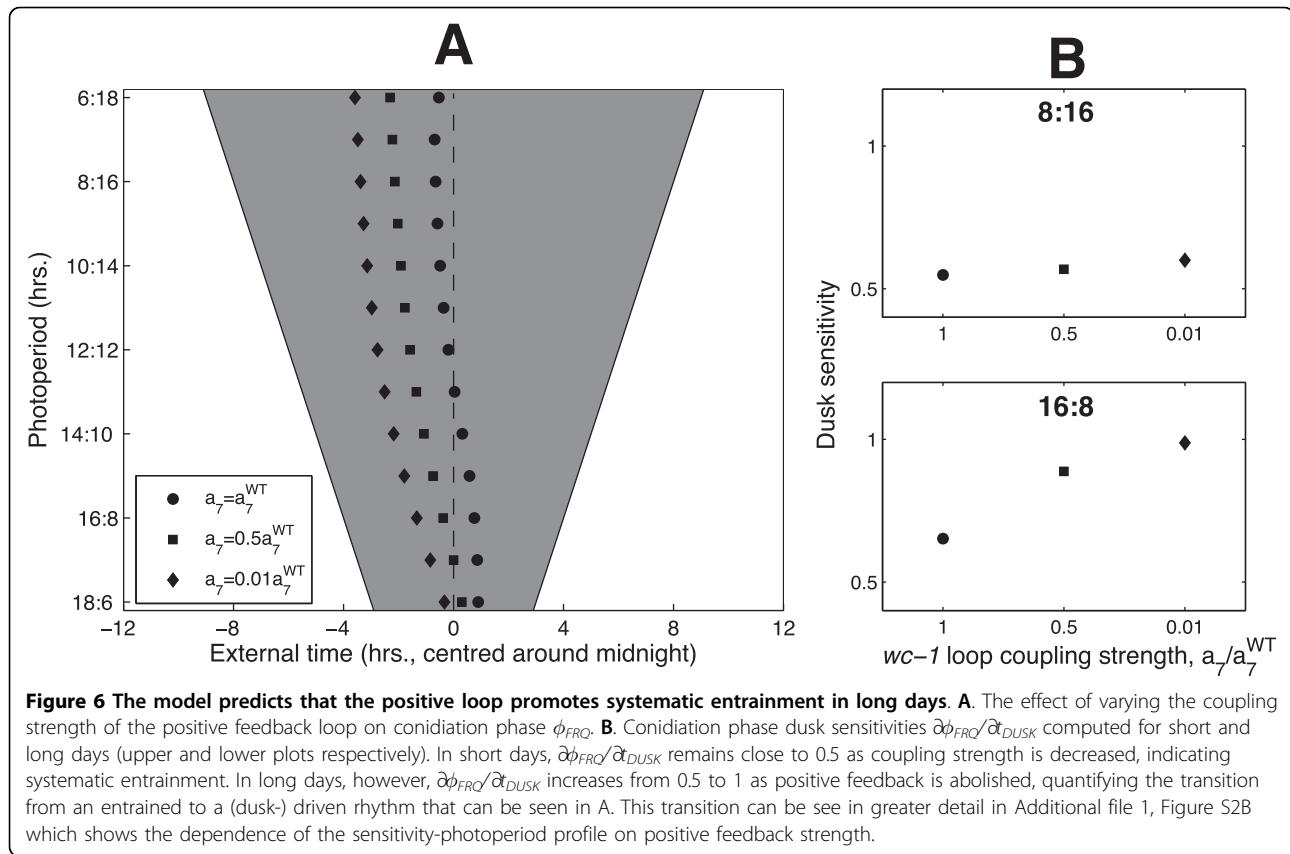 A
Photoperiod (hrs.)
6:18
8:16
10:14
12:12
14:10
16:8
18:6
a7=a7^WT
a7=0.5a7^WT
a7=0.01a7^WT
−12 −8 −4 0 4 8 12
External time (hrs., centred around midnight)
B
Dusk sensitivity
8:16
1
0.5
1 0.5 0.01
16:8
1
0.5
1 0.5 0.01
wc−1 loop coupling strength, a7/a7^WT
Figure 6 The model predicts that the positive loop promotes systematic entrainment in long days. A. The effect of varying the coupling
strength of the positive feedback loop on conidiation phase ϕFRQ. B. Conidiation phase dusk sensitivities ∂ϕFRQ/∂tDUSK computed for short and
long days (upper and lower plots respectively). In short days, ∂ϕFRQ/∂tDUSK remains close to 0.5 as coupling strength is decreased, indicating
systematic entrainment. In long days, however, ∂ϕFRQ/∂tDUSK increases from 0.5 to 1 as positive feedback is abolished, quantifying the transition
from an entrained to a (dusk-) driven rhythm that can be seen in A. This transition can be see in greater detail in Additional file 1, Figure S2B
which shows the dependence of the sensitivity-photoperiod profile on positive feedback strength.